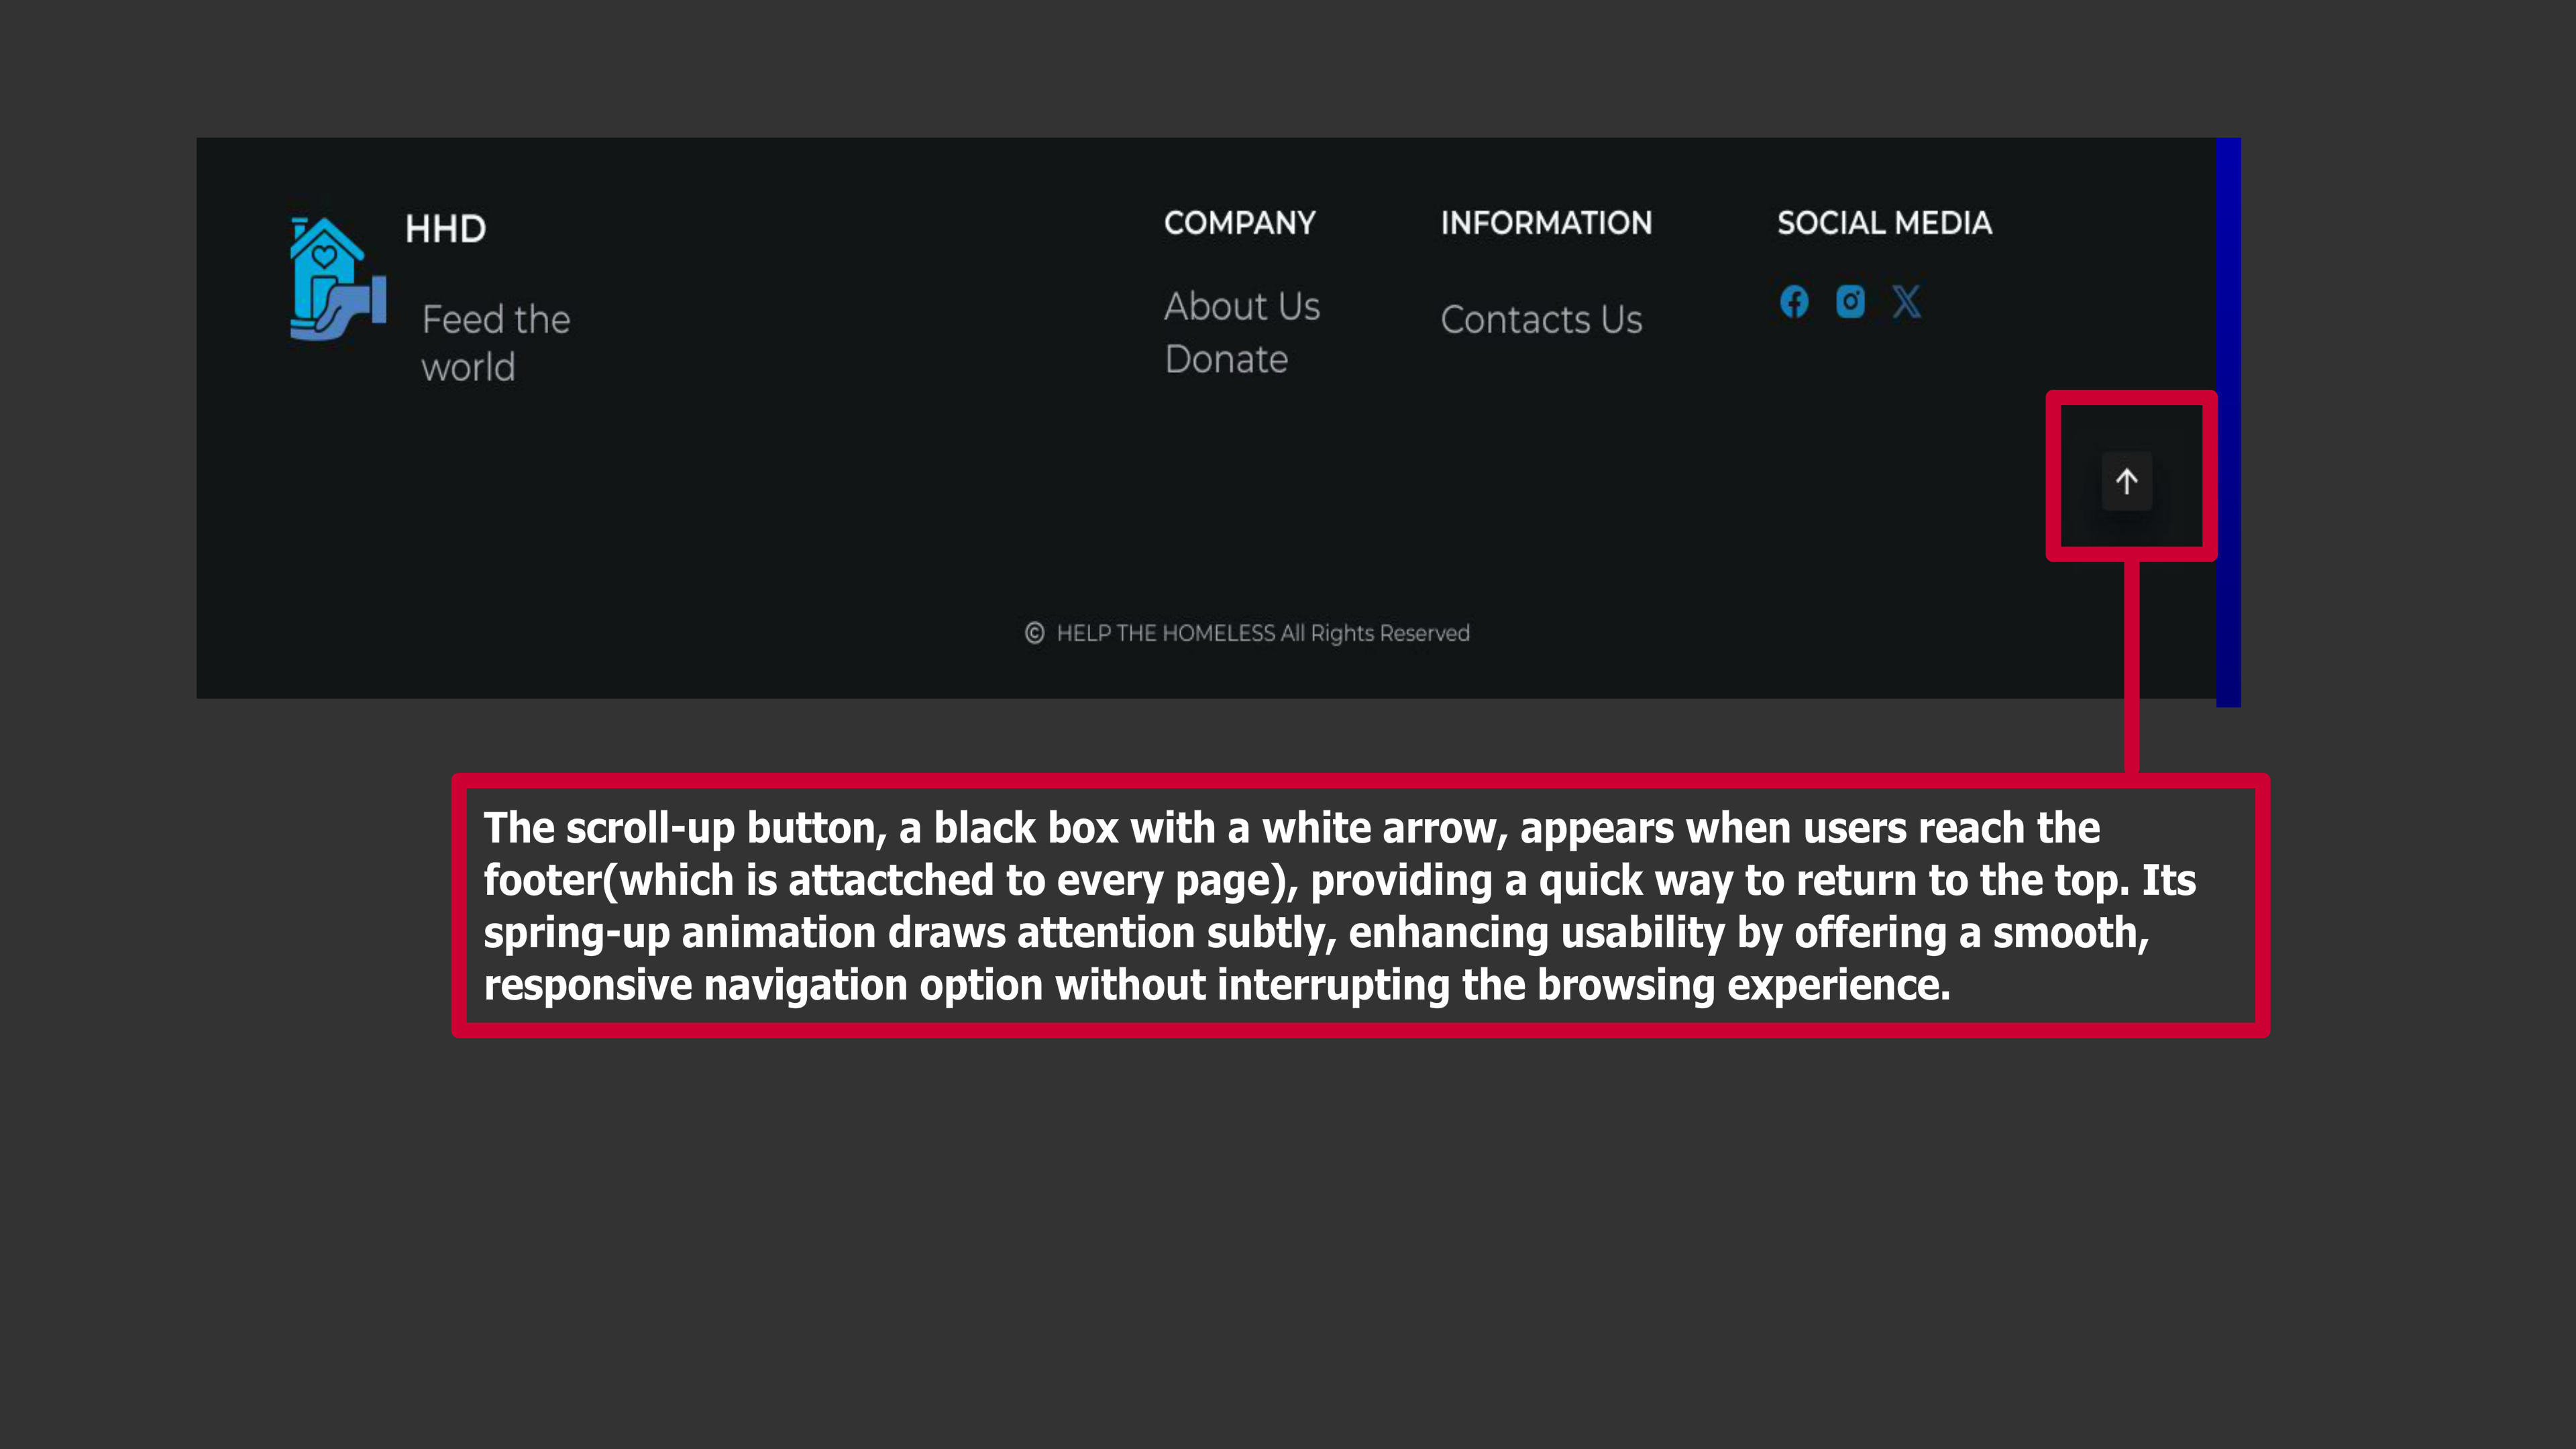 HHD
Feed the
world
COMPANY
About Us
Donate
INFORMATION
Contacts Us
SOCIAL MEDIA
© HELP THE HOMELESS All Rights Reserved
The scroll-up button, a black box with a white arrow, appears when users reach the
footer(which is attactched to every page), providing a quick way to return to the top. Its
spring-up animation draws attention subtly, enhancing usability by offering a smooth,
responsive navigation option without interrupting the browsing experience.